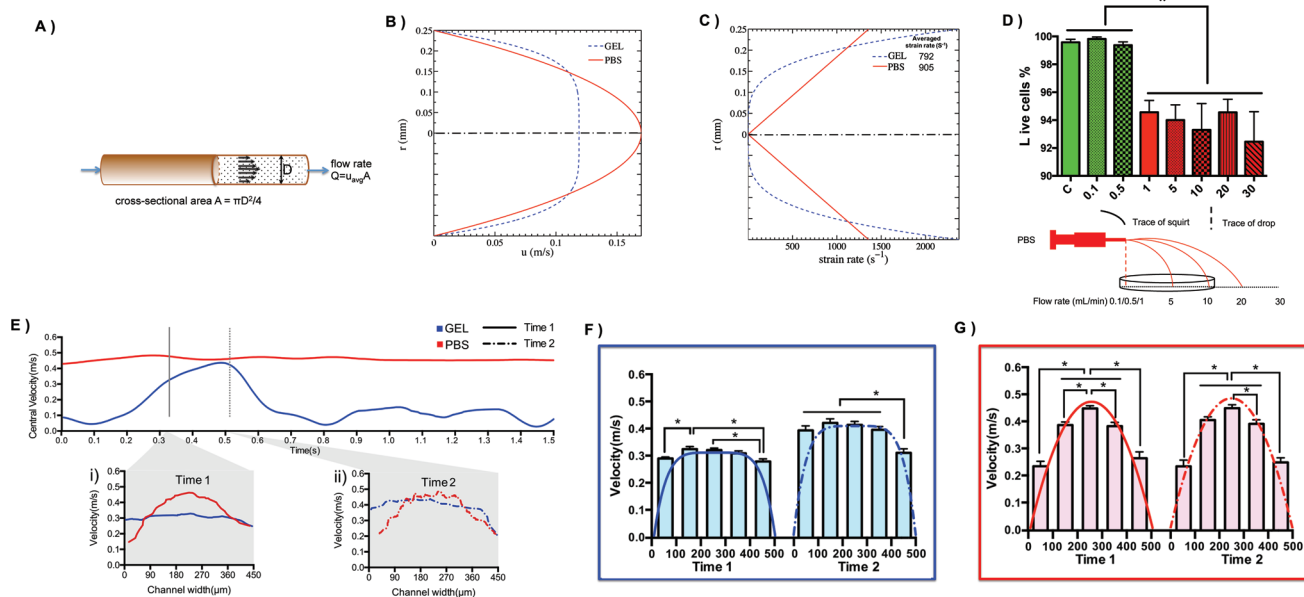 A )
D
flow rate
Q=uavgA
cross-sectional area A = πD²/4
B )
0.25
0.2
0.1
0
0.1
0.2
r (mm)
GEL
PBS
0
0.05
0.1
0.15
u (m/s)
C )
0.25
0.2
0.1
0
0.1
0.2
r (mm)
Averaged
strain rate (S⁻¹)
GEL 792
PBS 905
500 1000 1500 2000
strain rate (s⁻¹)
D )
100
98
96
94
92
90
L ive cells %
C 0.1 0.5 1 5 10 20 30
Trace of squirt
Trace of drop
PBS
Flow rate (mL/min) 0.1/0.5/1 5 10 20 30
E )
GEL Time 1
PBS Time 2
Central Velocity(m/s)
0.6
0.5
0.4
0.3
0.2
0.1
0.0
0.0 0.1 0.2 0.3 0.4 0.5 0.6 0.7 0.8 0.9 1.0 1.1 1.2 1.3 1.4 1.5
Time(s)
i)
Time 1
Velocity(m/s)
0.6
0.5
0.4
0.3
0.2
0.1
0.0
0 90 180 270 360 450
Channel width(μm)
ii)
Time 2
Velocity(m/s)
0.5
0.4
0.3
0.2
0.1
0.0
0 90 180 270 360 450
Channel width(μm)
F )
Velocity(m/s)
0.6
0.5
0.4
0.3
0.2
0.1
0.0
* * * *
0 100 200 300 400 500
0 100 200 300 400 500
Time 1
Time 2
G )
Velocity(m/s)
0.6
0.5
0.4
0.3
0.2
0.1
0.0
* * * * * * *
0 100 200 300 400 500
0 100 200 300 400 500
Time 1
Time 2